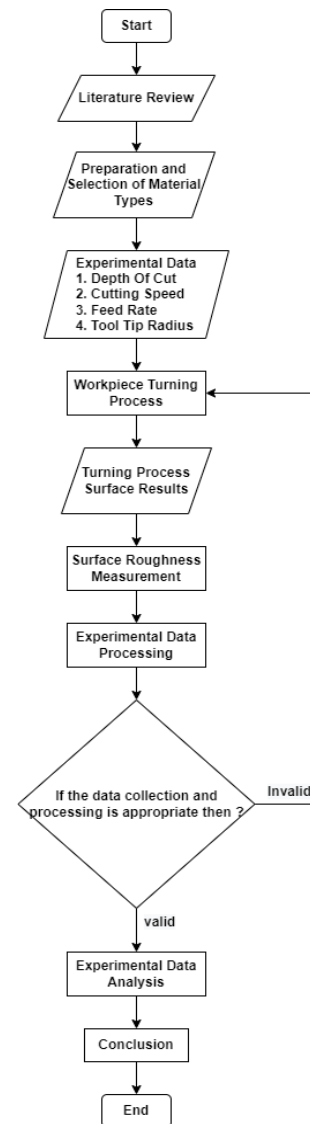 Start
Literature Review
Preparation and
Selection of Material
Types
Experimental Data
1. Depth Of Cut
2. Cutting Speed
3. Feed Rate
4. Tool Tip Radius
Workpiece Turning
Process
Turning Process
Surface Results
Surface Roughness
Measurement
Experimental Data
Processing
If the data collection and
processing is appropriate then ?
Invalid
valid
Experimental Data
Analysis
Conclusion
End